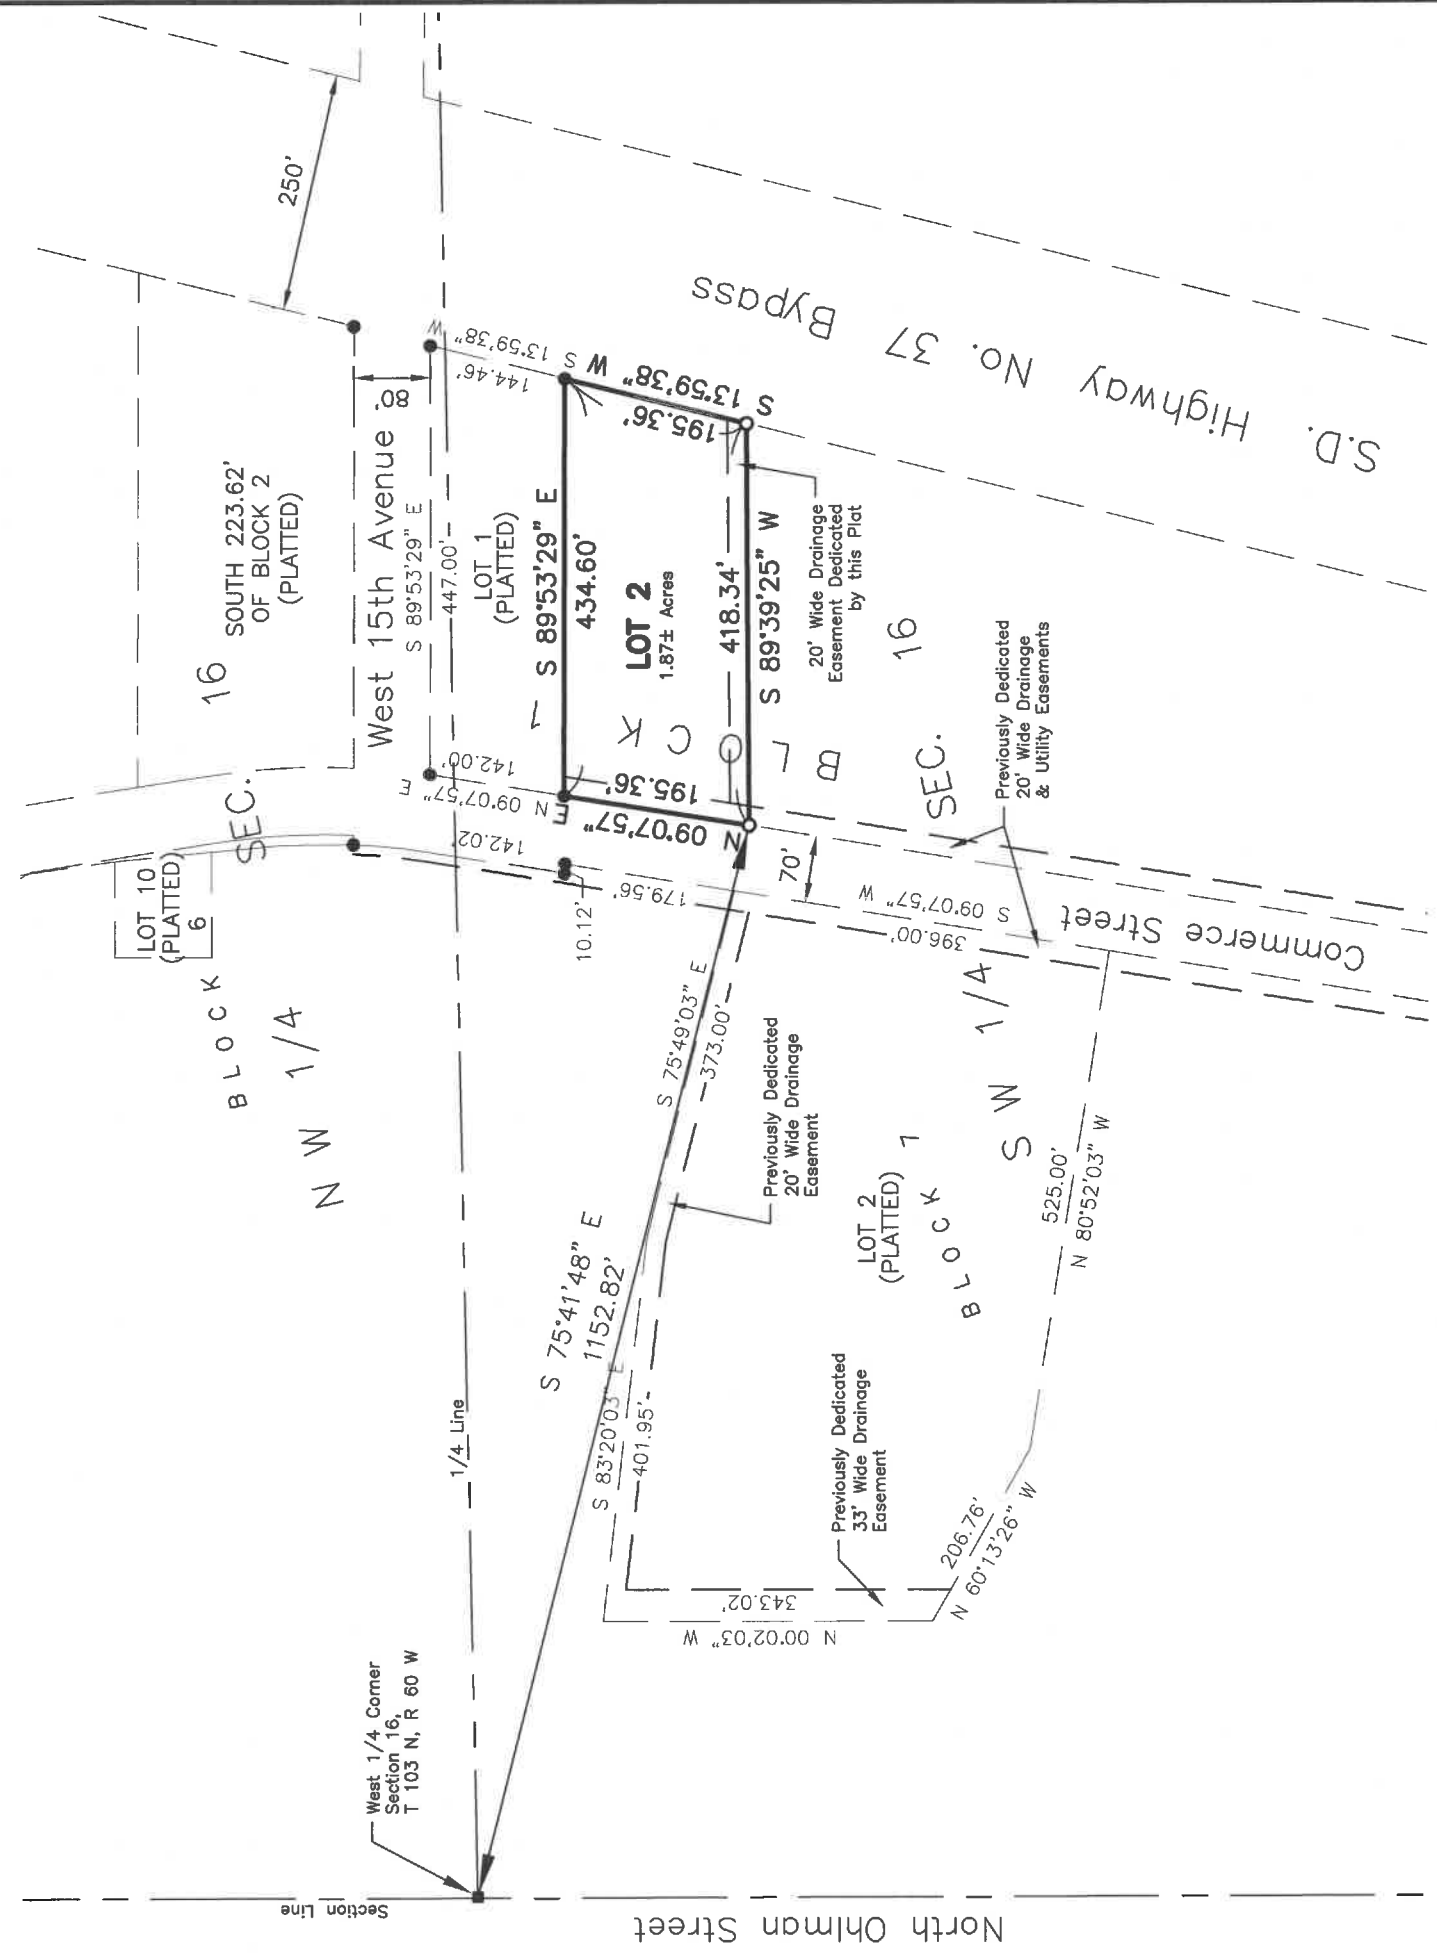 250'
16
SOUTH 223.62'
OF BLOCK 2
(PLATTED)
80'
West 15th Avenue
S 89°53'29" E
447.00'
LOT 1
(PLATTED)
144.46'
S 13°59'38" W
S 89°53'29" E
434.60'
LOT 2
1.87± Acres
195.36'
S 13°59'38" W
418.34'
S 89°39'25" W
195.36'
N 09°07'57" E
142.00'
N 09°07'57" E
142.02'
10.12'
179.56'
20' Wide Drainage
Easement Dedicated
by this Plat
B L O C K 1
S.D. Highway No. 37 Bypass
SEC. 16
Previously Dedicated
20' Wide Drainage
& Utility Easements
70'
S 09°07'57" W
396.00'
Commerce Street
LOT 10
(PLATTED)
6
SEC.
B L O C K
N W 1/4
S W 1/4
S 75°49'03" E
373.00'
Previously Dedicated
20' Wide Drainage
Easement
LOT 2
(PLATTED)
B L O C K 1
525.00'
N 80°52'03" W
S 75°41'48" E
1152.82'
S 83°20'03" E
401.95'
1/4 Line
Previously Dedicated
33' Wide Drainage
Easement
206.76'
N 60°13'26" W
343.02'
N 00°02'03" W
West 1/4 Corner
Section 16,
T 103 N, R 60 W
Section Line
North Ohlman Street